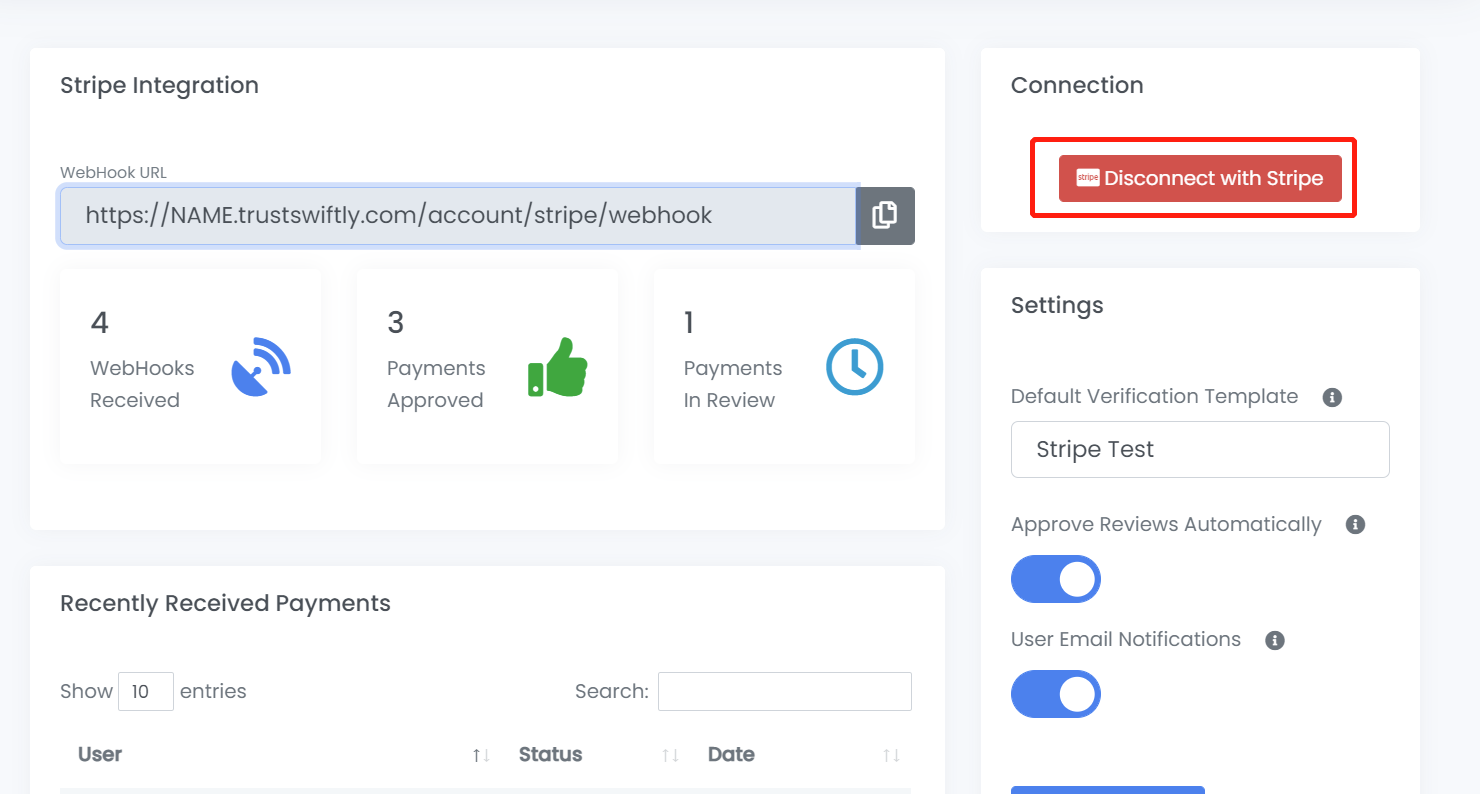 Stripe Integration
WebHook URL
https://NAME.trustswiftly.com/account/stripe/webhook
4
WebHooks
Received
3
Payments
Approved
1
Payments
In Review
Recently Received Payments
Show 10 entries
Search:
User Status Date
Connection
stripe Disconnect with Stripe
Settings
Default Verification Template
Stripe Test
Approve Reviews Automatically
User Email Notifications